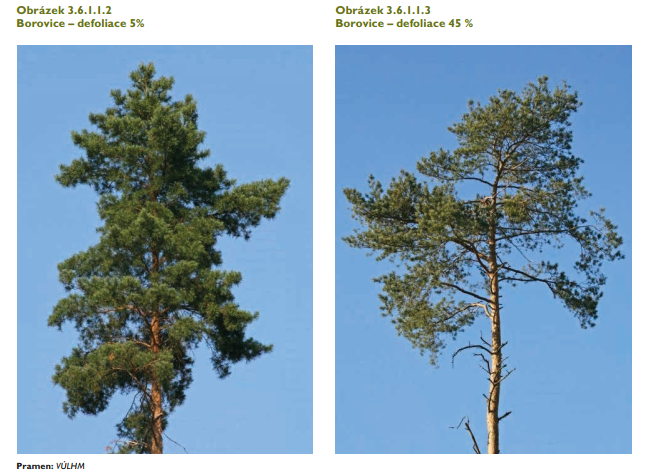 Obrázek 3.6.1.1.2
Borovice – defoliace 5%
Obrázek 3.6.1.1.3
Borovice – defoliace 45 %
Pramen: VÚLHM